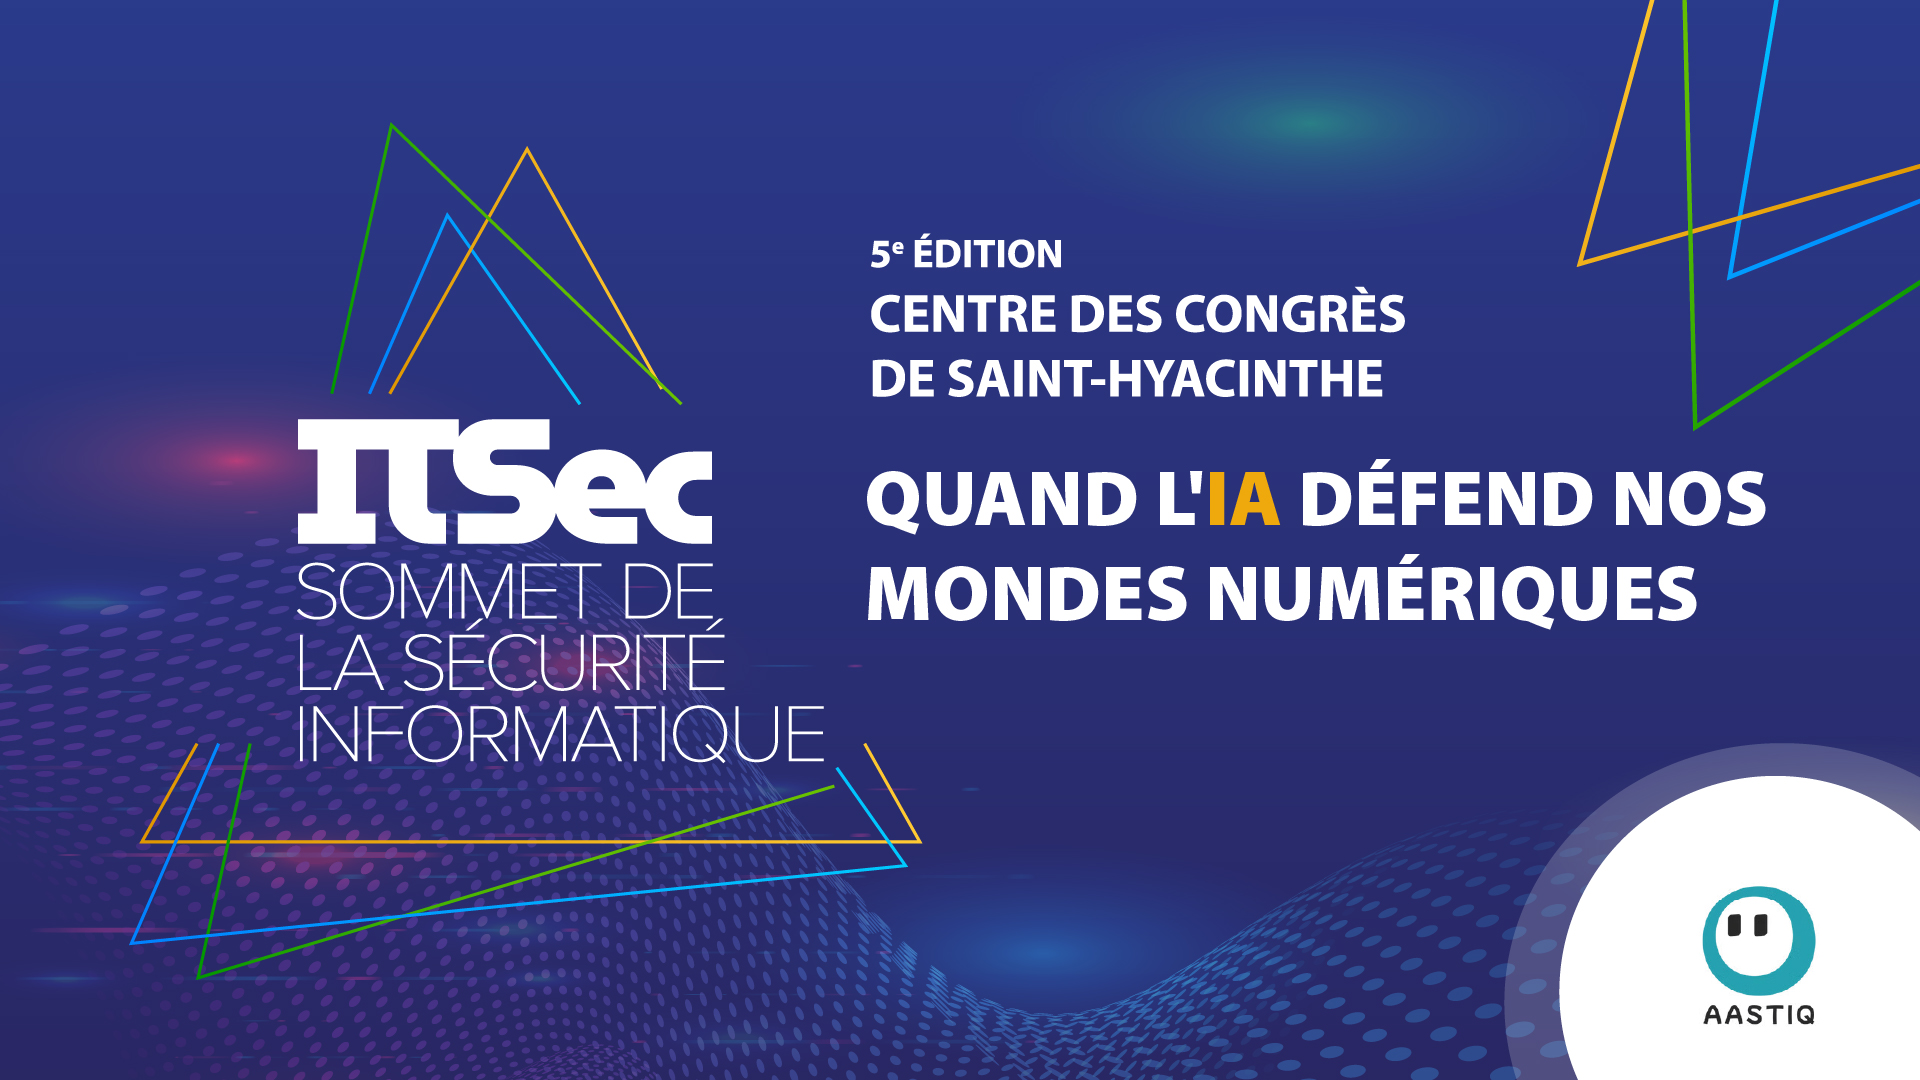 ITSec
SOMMET DE
LA SÉCURITÉ
INFORMATIQUE
5e ÉDITION
CENTRE DES CONGRÈS
DE SAINT-HYACINTHE
QUAND L'IA DÉFEND NOS
MONDES NUMÉRIQUES
AASTIQ